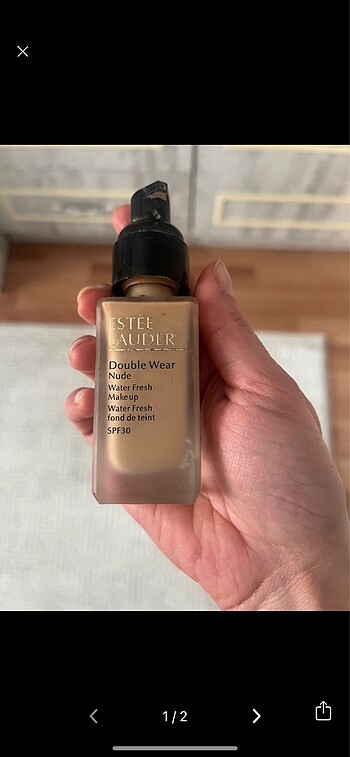 ESTĒE
LAUDER
Double Wear
Nude
Water Fresh
Makeup
Water Fresh
fond de teint
SPF30
1/2